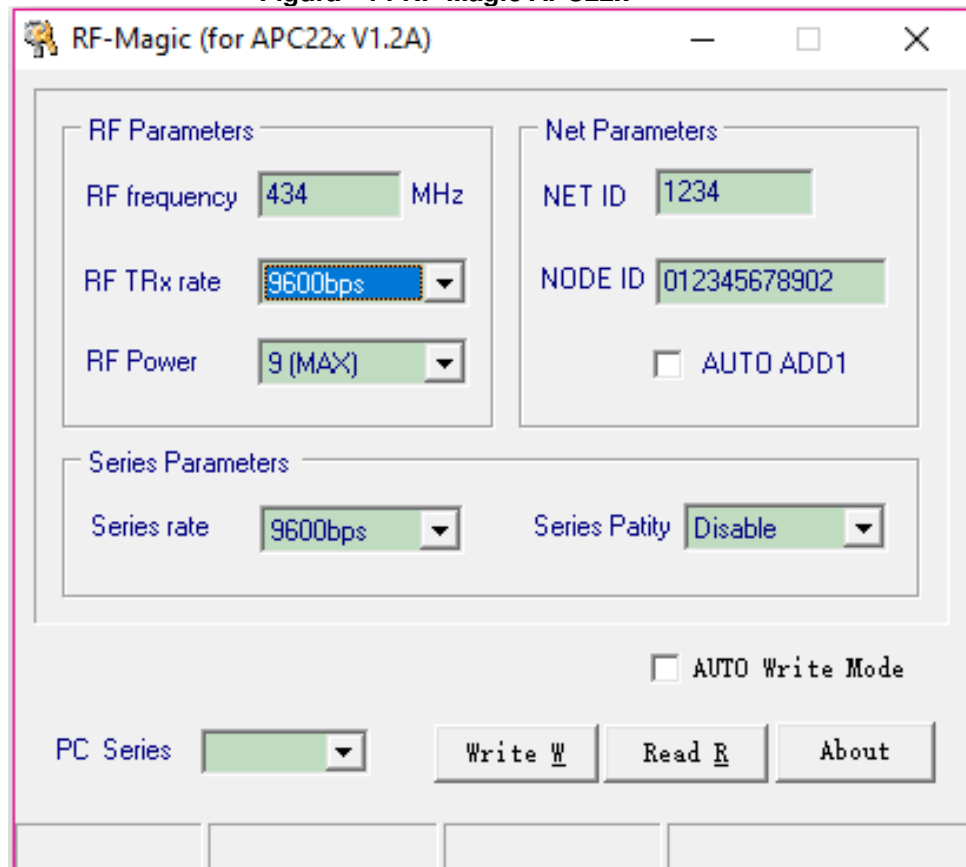 RF-Magic (for APC22x V1.2A)
RF Parameters
RF frequency 434 MHz
RF TRx rate 9600bps
RF Power 9 (MAX)
Net Parameters
NET ID 1234
NODE ID 012345678902
AUTO ADD1
Series Parameters
Series rate 9600bps
Series Patity Disable
AUTO Write Mode
PC Series
Write W
Read R
About